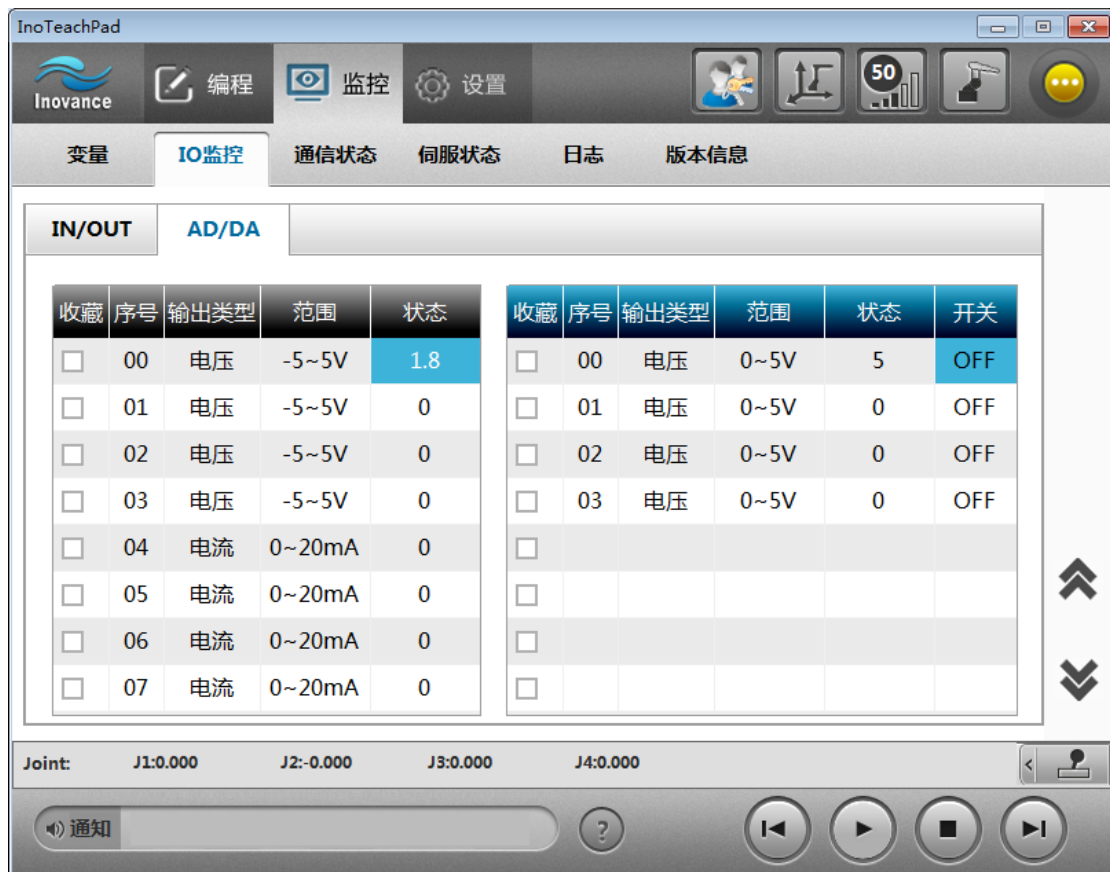 InoTeachPad
Inovance 编程 监控 设置 50
变量 IO监控 通信状态 伺服状态 日志 版本信息
IN/OUT AD/DA
收藏 序号 输出类型 范围 状态 收藏 序号 输出类型 范围 状态 开关
00 电压 -5~5V 1.8 00 电压 0~5V 5 OFF
01 电压 -5~5V 0 01 电压 0~5V 0 OFF
02 电压 -5~5V 0 02 电压 0~5V 0 OFF
03 电压 -5~5V 0 03 电压 0~5V 0 OFF
04 电流 0~20mA 0
05 电流 0~20mA 0
06 电流 0~20mA 0
07 电流 0~20mA 0
Joint: J1:0.000 J2:-0.000 J3:0.000 J4:0.000
通知 ?